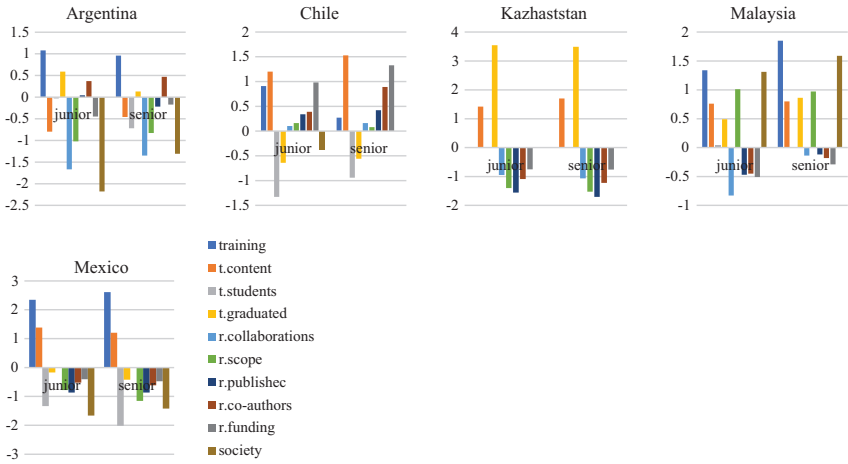 Argentina
1.5
1
0.5
0
-0.5
-1
-1.5
-2
-2.5
junior
senior
Chile
2
1.5
1
0.5
0
-0.5
-1
-1.5
junior
senior
Kazhaststan
4
3
2
1
0
-1
-2
junior
senior
Malaysia
2
1.5
1
0.5
0
-0.5
-1
junior
senior
Mexico
3
2
1
0
-1
-2
-3
junior
senior
training
t.content
t.students
t.graduated
r.collaborations
r.scope
r.publishec
r.co-authors
r.funding
society